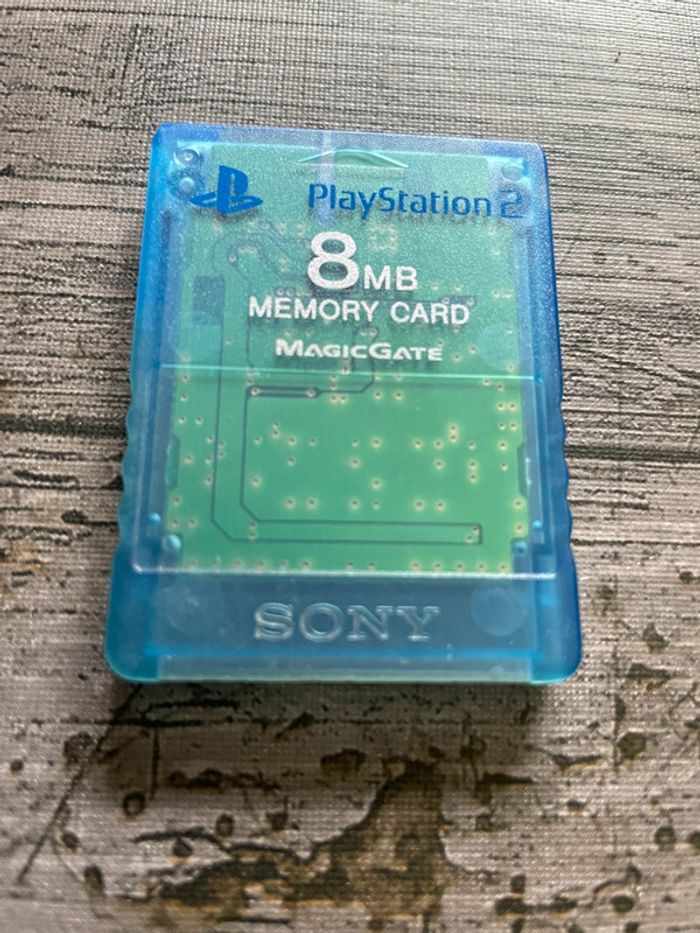 PlayStation 2
8MB
MEMORY CARD
MAGICGATE
SONY